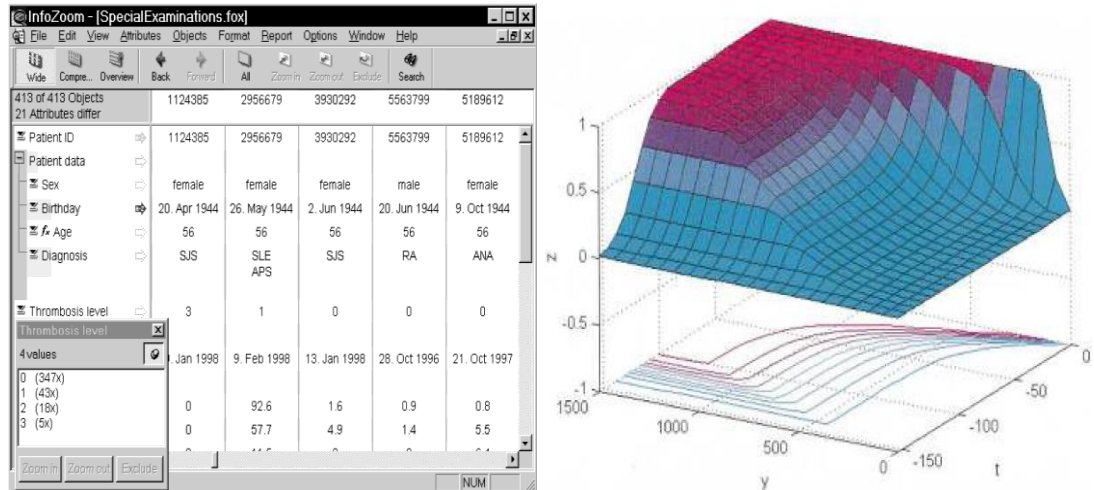 InfoZoom - [SpecialExaminations.fox]
File Edit View Attributes Objects Format Report Options Window Help
Wide Compre... Overview Back Forward All Zoom in Zoom out Exclude Search
413 of 413 Objects
21 Attributes differ
1124385 2956679 3930292 5563799 5189612
Patient ID 1124385 2956679 3930292 5563799 5189612
Patient data
Sex female female female male female
Birthday 20. Apr 1944 26. May 1944 2. Jun 1944 20. Jun 1944 9. Oct 1944
fx Age 56 56 56 56 56
Diagnosis SJS SLE SJS RA ANA
APS
Thrombosis level 3 1 0 0 0
Thrombosis level
4 values
0 (347x)
1 (43x)
2 (18x)
3 (5x)
Zoom in Zoom out Exclude
. Jan 1998 9. Feb 1998 13. Jan 1998 28. Oct 1996 21. Oct 1997
0 92.6 1.6 0.9 0.8
0 57.7 4.9 1.4 5.5
NUM
1
0.5
0
-0.5
-1
z
1500
1000
500
0
y
0
-50
-100
-150
t